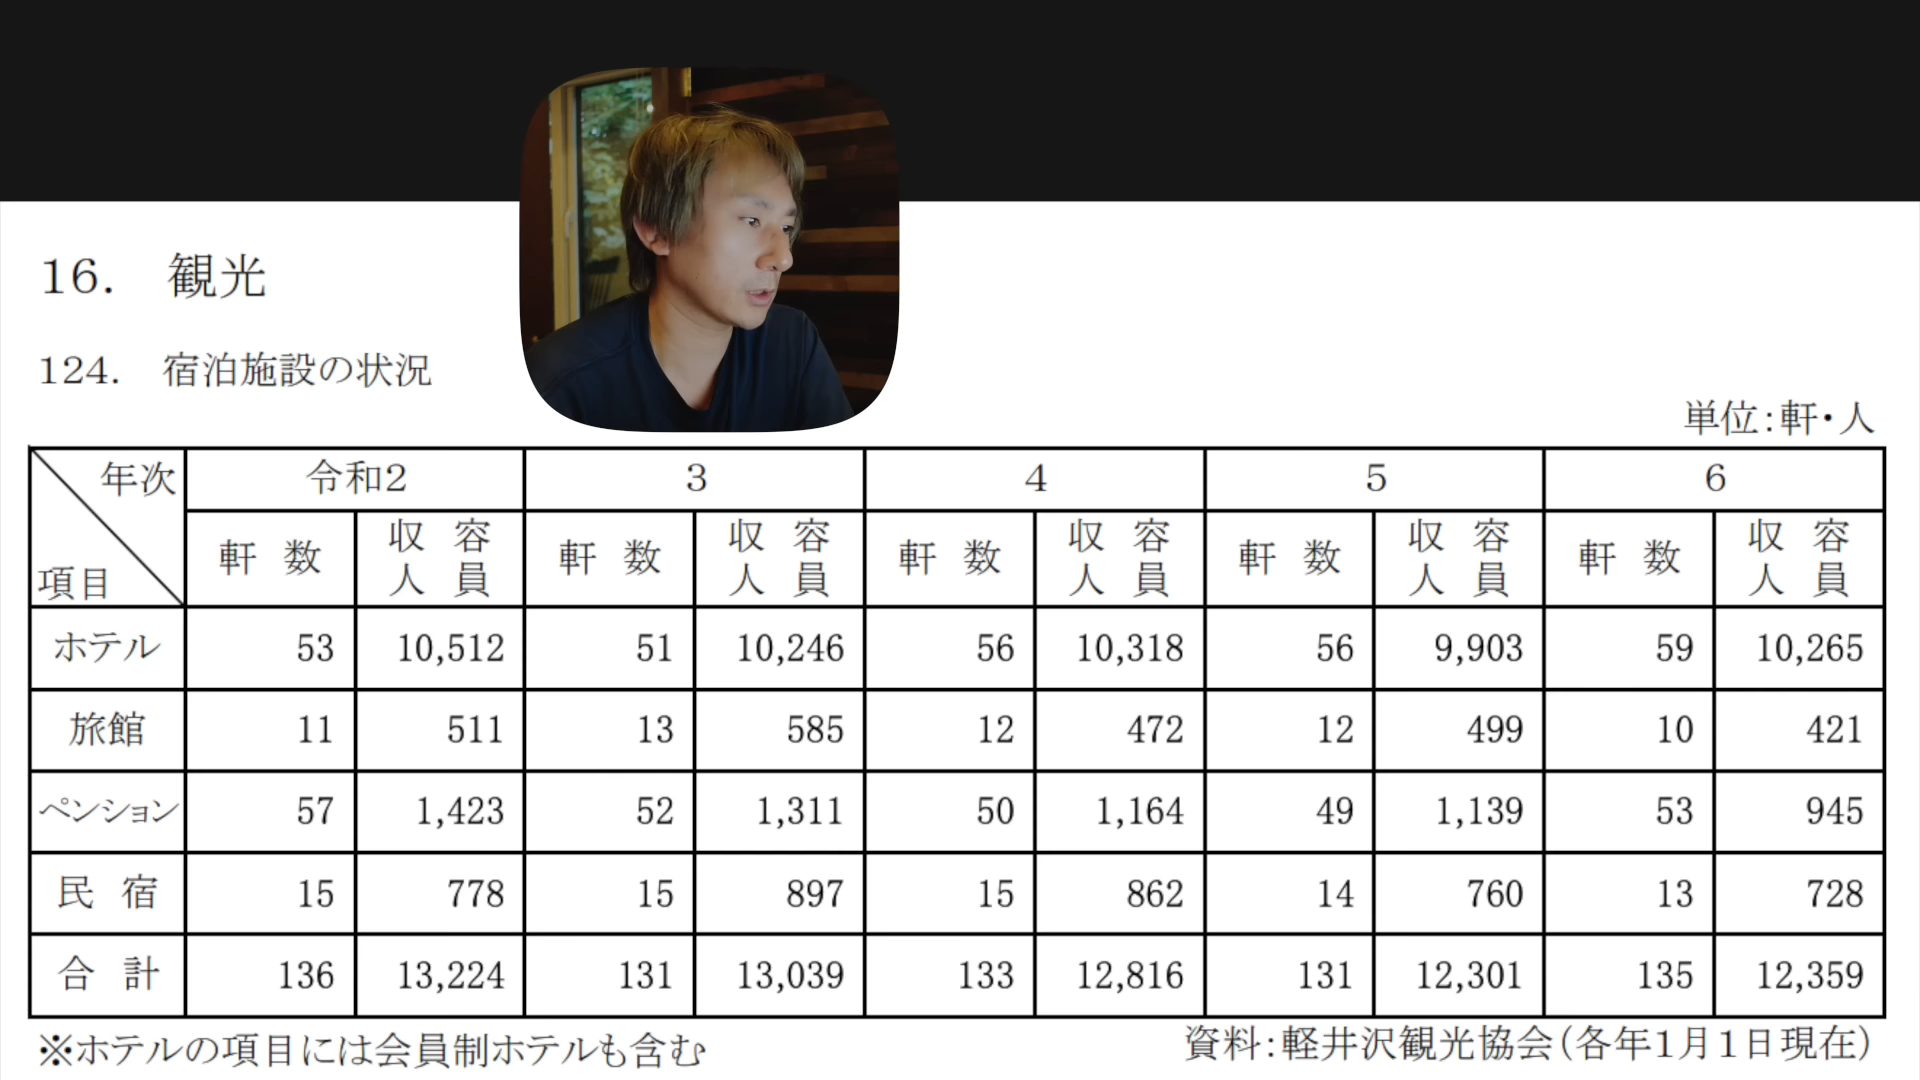 16. 観光
124. 宿泊施設の状況
単位：軒・人
年次 令和2 3 4 5 6
項目 軒数 収容人員 軒数 収容人員 軒数 収容人員 軒数 収容人員 軒数 収容人員
ホテル 53 10,512 51 10,246 56 10,318 56 9,903 59 10,265
旅館 11 511 13 585 12 472 12 499 10 421
ペンション 57 1,423 52 1,311 50 1,164 49 1,139 53 945
民宿 15 778 15 897 15 862 14 760 13 728
合計 136 13,224 131 13,039 133 12,816 131 12,301 135 12,359
※ホテルの項目には会員制ホテルも含む
資料：軽井沢観光協会（各年1月1日現在）